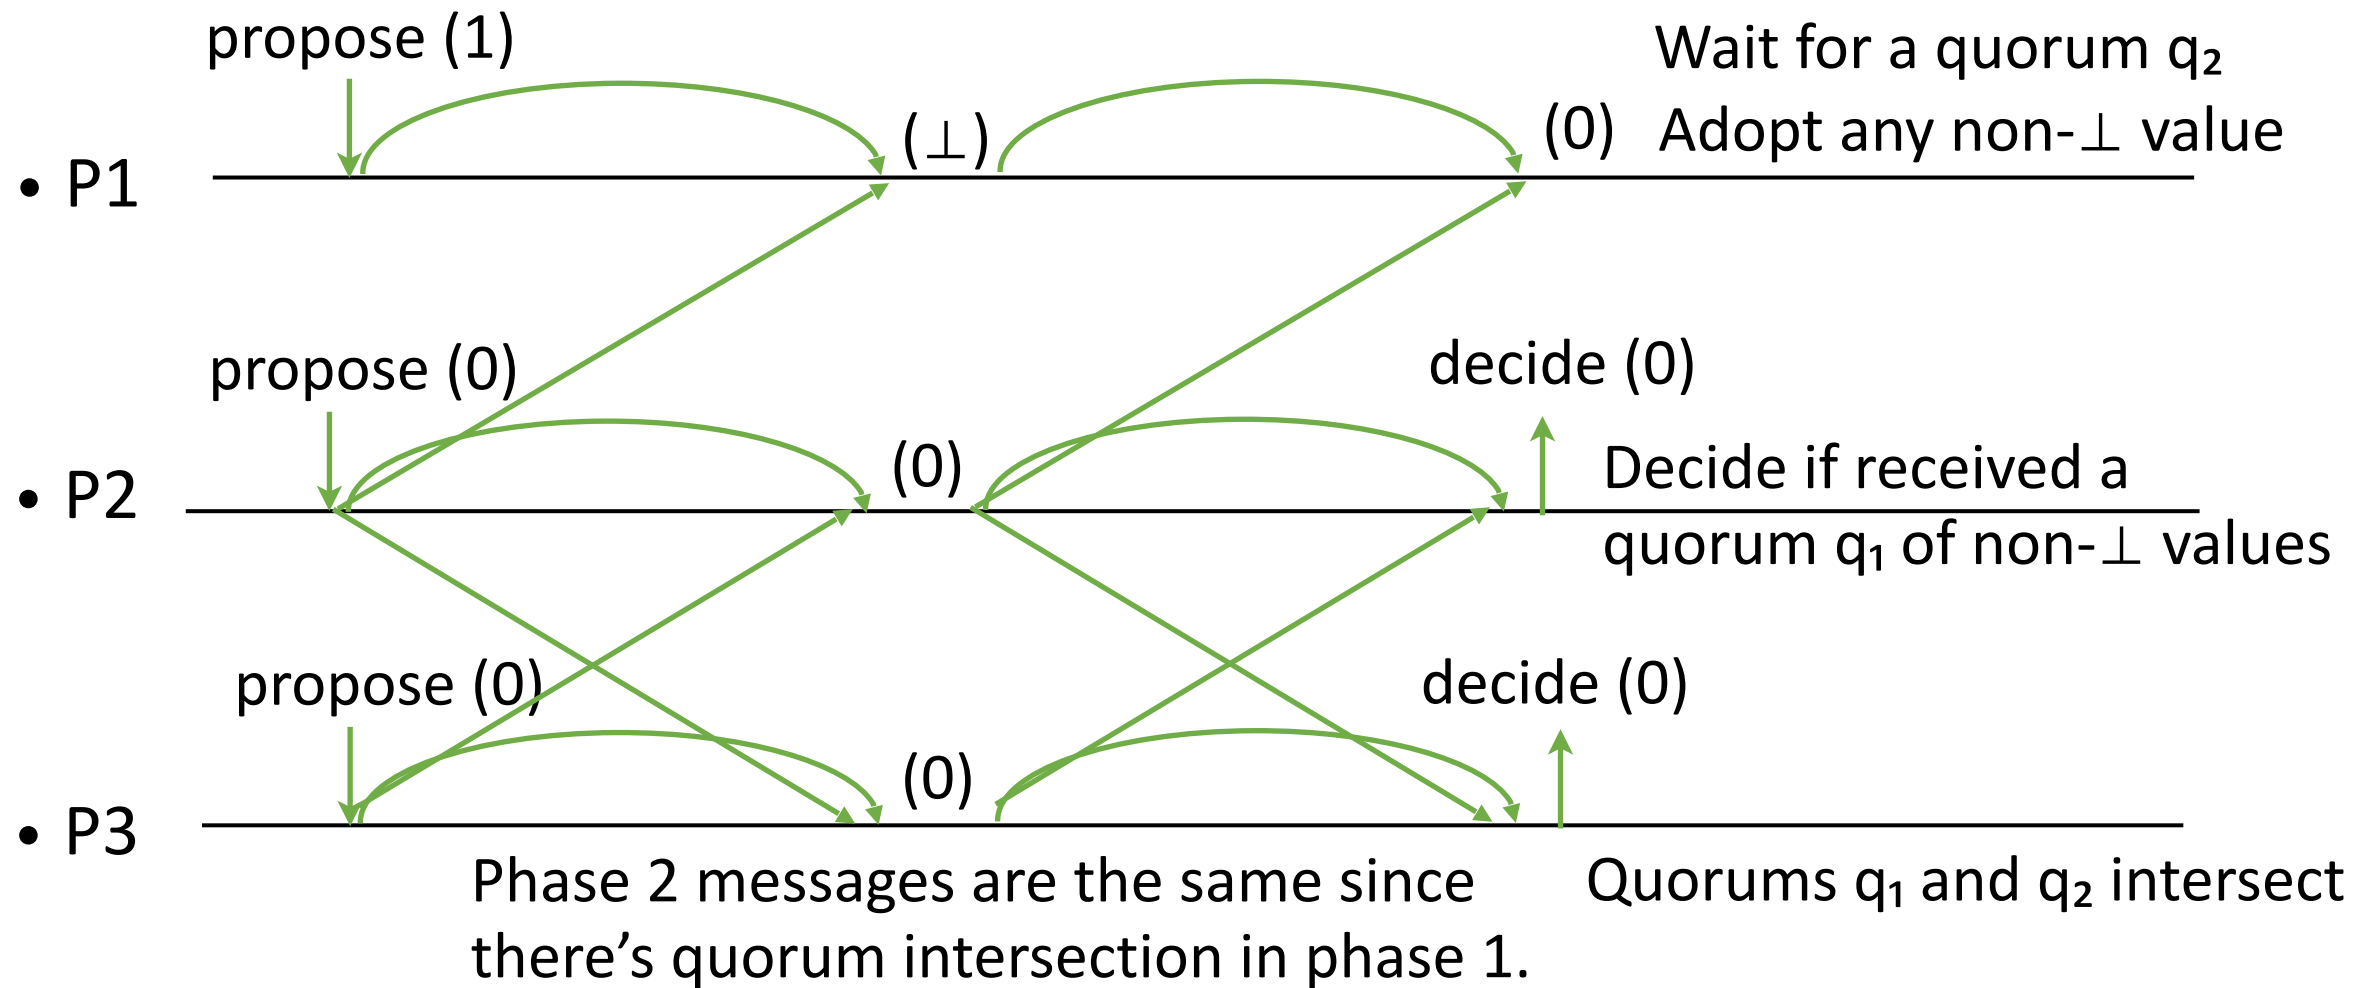 propose (1)
Wait for a quorum q₂
(⊥)
(0)
Adopt any non-⊥ value
• P1
propose (0)
decide (0)
(0)
Decide if received a
• P2
quorum q₁ of non-⊥ values
propose (0)
decide (0)
(0)
• P3
Phase 2 messages are the same since
there’s quorum intersection in phase 1.
Quorums q₁ and q₂ intersect